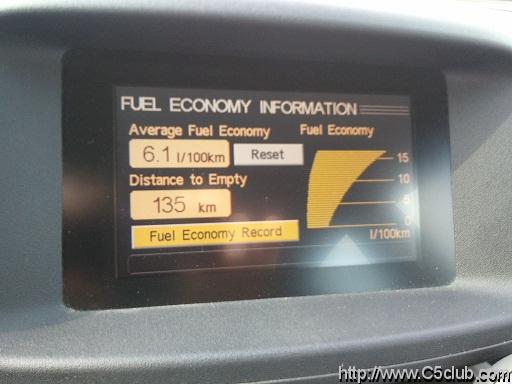 FUEL ECONOMY INFORMATION
Average Fuel Economy
6.1 l/100km
Reset
Distance to Empty
135 km
Fuel Economy Record
Fuel Economy
15
10
5
0
l/100km
http://www.C5club.com